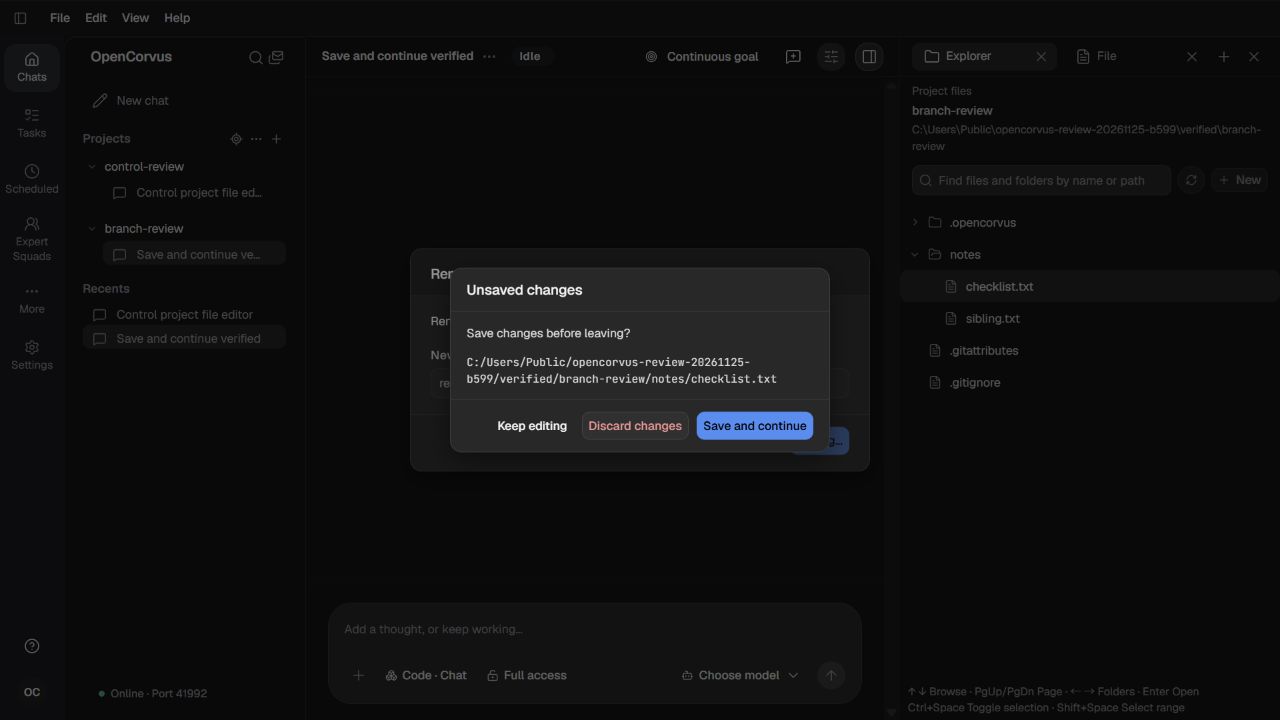 File Edit View Help
Chats
Tasks
Scheduled
Expert
Squads
More
Settings
OC
OpenCorvus
New chat
Projects
control-review
Control project file ed...
branch-review
Save and continue ve...
Recents
Control project file editor
Save and continue verified
Online · Port 41992
Save and continue verified ··· Idle
Continuous goal
Unsaved changes
Save changes before leaving?
C:/Users/Public/opencorvus-review-20261125-
b599/verified/branch-review/notes/checklist.txt
Keep editing Discard changes Save and continue
Add a thought, or keep working...
Code · Chat Full access Choose model
Explorer File
Project files
branch-review
C:\Users\Public\opencorvus-review-20261125-b599\verified\branch-
review
Find files and folders by name or path
New
.opencorvus
notes
checklist.txt
sibling.txt
.gitattributes
.gitignore
↑↓ Browse · PgUp/PgDn Page · ←→ Folders · Enter Open
Ctrl+Space Toggle selection · Shift+Space Select range